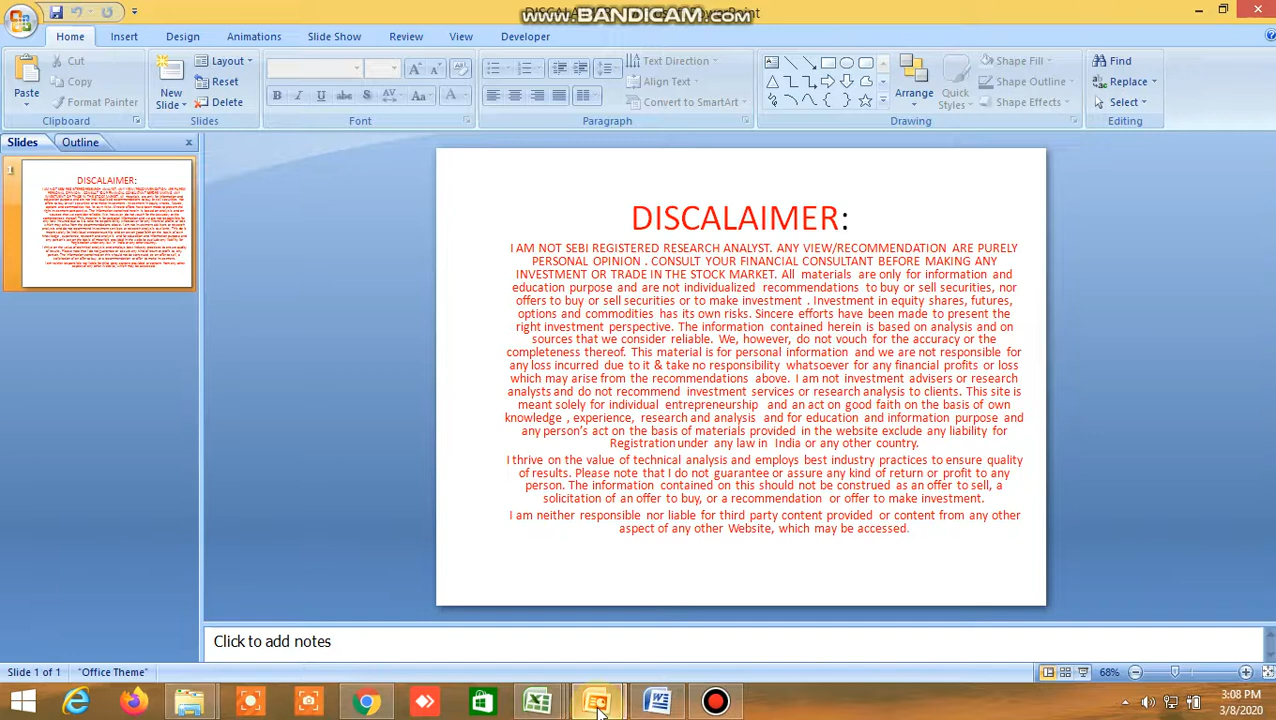 www.BANDICAM.com
Home Insert Design Animations Slide Show Review View Developer
Paste
Cut
Copy
Format Painter
Clipboard
New Slide
Layout
Reset
Delete
Slides
Font
Text Direction
Align Text
Convert to SmartArt
Paragraph
Arrange
Quick Styles
Shape Fill
Shape Outline
Shape Effects
Drawing
Find
Replace
Select
Editing
Slides Outline
1
DISCALAIMER:
DISCALAIMER:
SEBI REGISTERED RESEARCH ANALYST. ANY VIEW/RECOMMENDATION ARE PURELY
PERSONAL OPINION . CONSULT YOUR FINANCIAL CONSULTANT BEFORE MAKING ANY
INVESTMENT OR TRADE IN THE STOCK MARKET. All materials are only for information and
education purpose and are not individualized recommendations to buy or sell securities, nor
offers to buy or sell securities or to make investment . Investment in equity shares, futures,
options and commodities has its own risks. Sincere efforts have been made to present the
right investment perspective. The information contained herein is based on analysis and on
sources that we consider reliable. We, however, do not vouch for the accuracy or the
completeness thereof. This material is for personal information and we are not responsible for
any loss incurred due to it & take no responsibility whatsoever for any financial profits or loss
which may arise from the recommendations above. I am not investment advisers or research
analysts and do not recommend investment services or research analysis to clients. This site is
meant solely for individual entrepreneurship and an act on good faith on the basis of own
knowledge , experience, research and analysis and for education and information purpose and
any person's act on the basis of materials provided in the website exclude any liability for
Registration under any law in India or any other country.
I thrive on the value of technical analysis and employs best industry practices to ensure quality
of results. Please note that I do not guarantee or assure any kind of return or profit to any
person. The information contained on this should not be construed as an offer to sell, a
solicitation of an offer to buy, or a recommendation or offer to make investment.
I am neither responsible nor liable for third party content provided or content from any other
aspect of any other Website, which may be accessed.
Click to add notes
Slide 1 of 1 "Office Theme" 68%
3:08 PM
3/8/2020